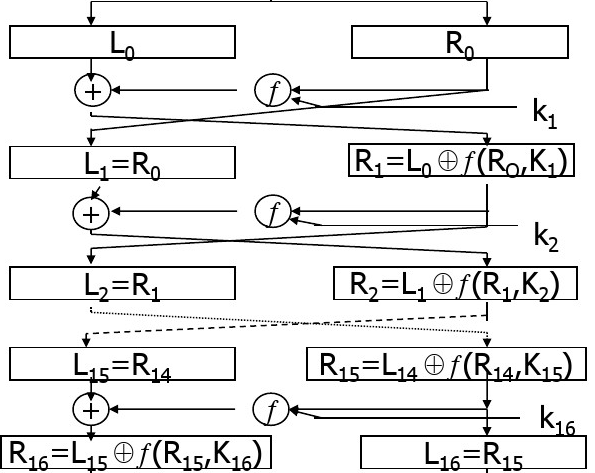 L₀ R₀
+ f
k₁
L₁=R₀ R₁=L₀⊕f(R₀,K₁)
+ f
k₂
L₂=R₁ R₂=L₁⊕f(R₁,K₂)
L₁₅=R₁₄ R₁₅=L₁₄⊕f(R₁₄,K₁₅)
+ f k₁₆
R₁₆=L₁₅⊕f(R₁₅,K₁₆) L₁₆=R₁₅